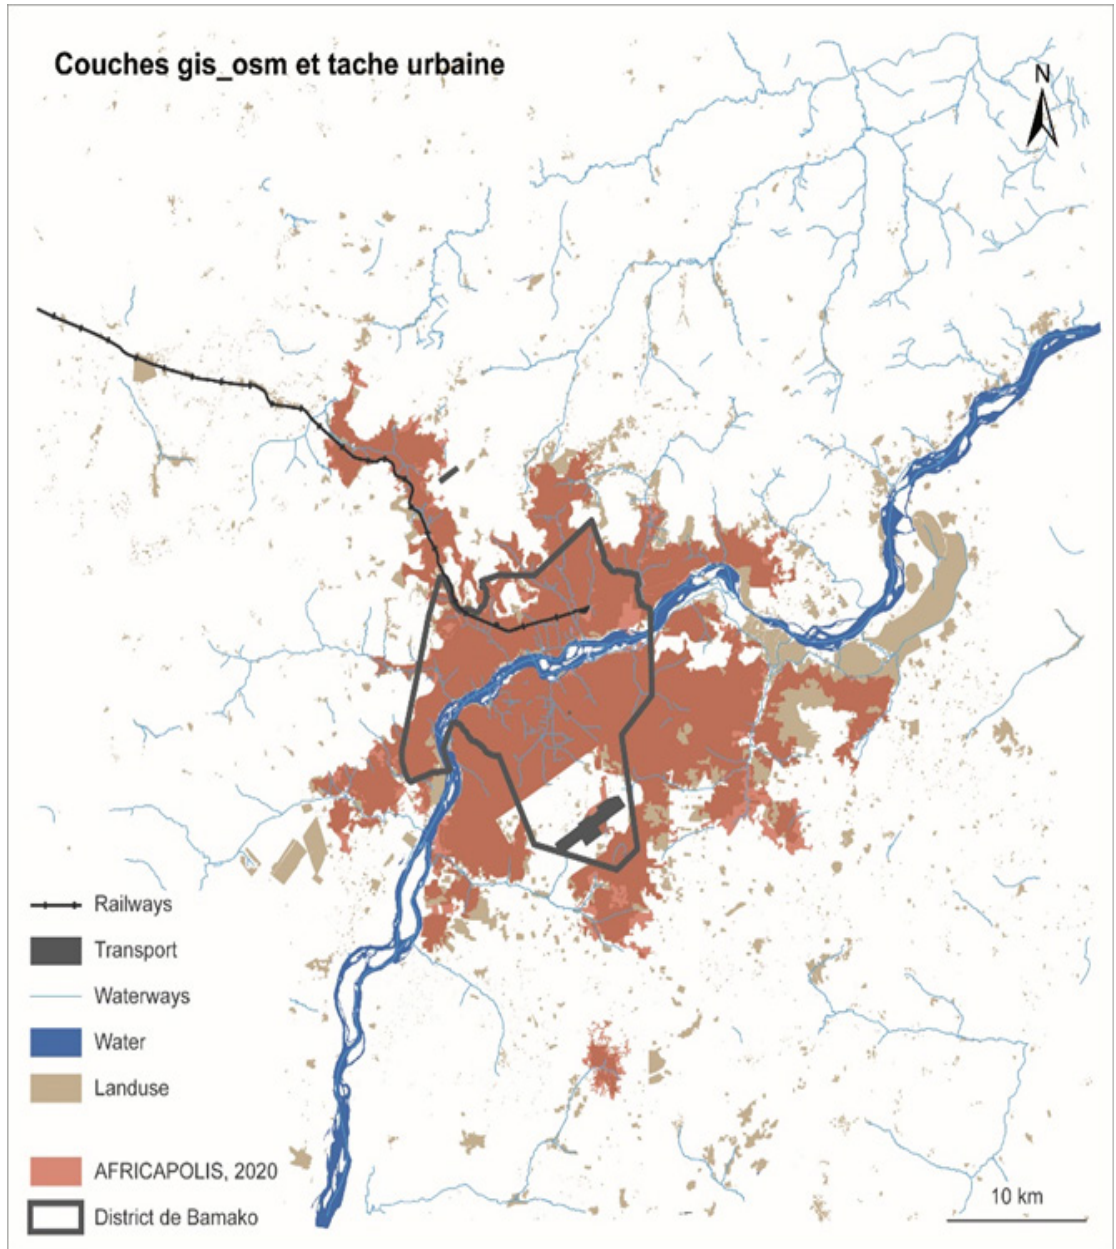 Couches gis_osm et tache urbaine
N
Railways
Transport
Waterways
Water
Landuse
AFRICAPOLIS, 2020
District de Bamako
10 km